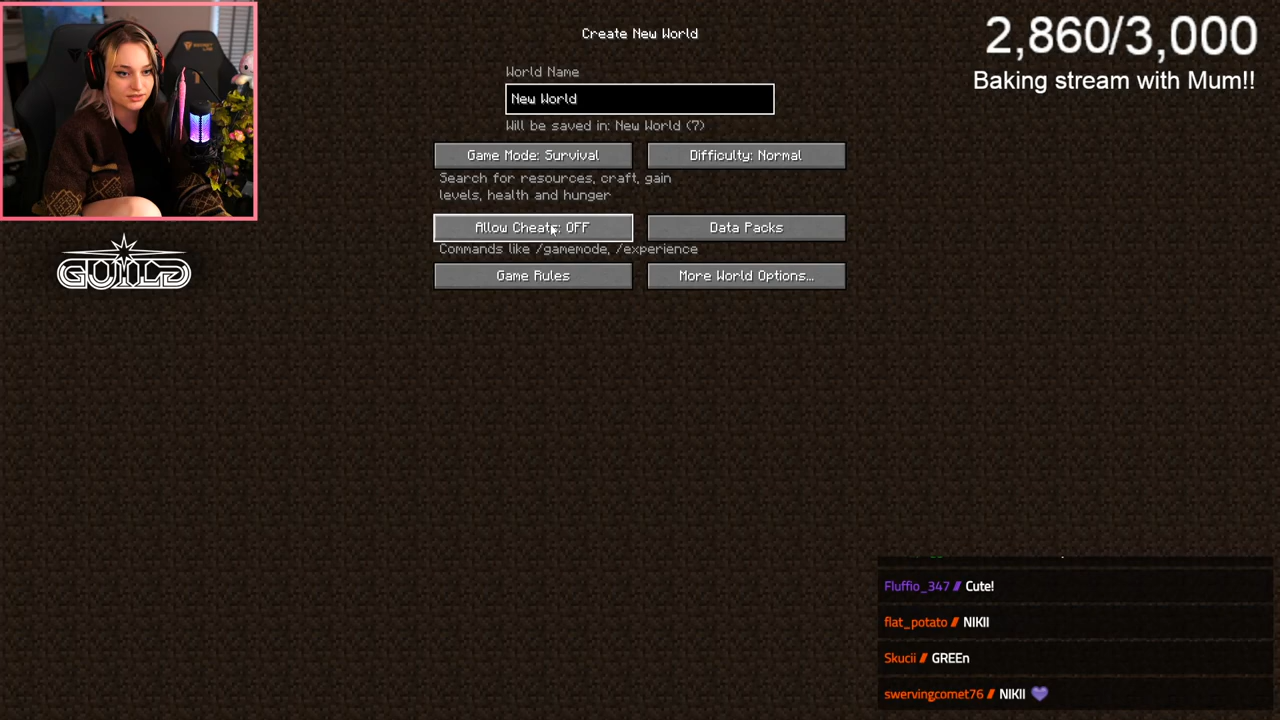 Create New World
2,860/3,000
Baking stream with Mum!!
World Name
New World
Will be saved in: New World (7)
Game Mode: Survival
Difficulty: Normal
Search for resources, craft, gain
levels, health and hunger
Allow Cheats: OFF
Data Packs
Commands like /gamemode, /experience
Game Rules
More World Options...
GUILD
Fluffio_347 // Cute!
flat_potato // NIKII
Skucii // GREEn
swervingcomet76 // NIKII 💜